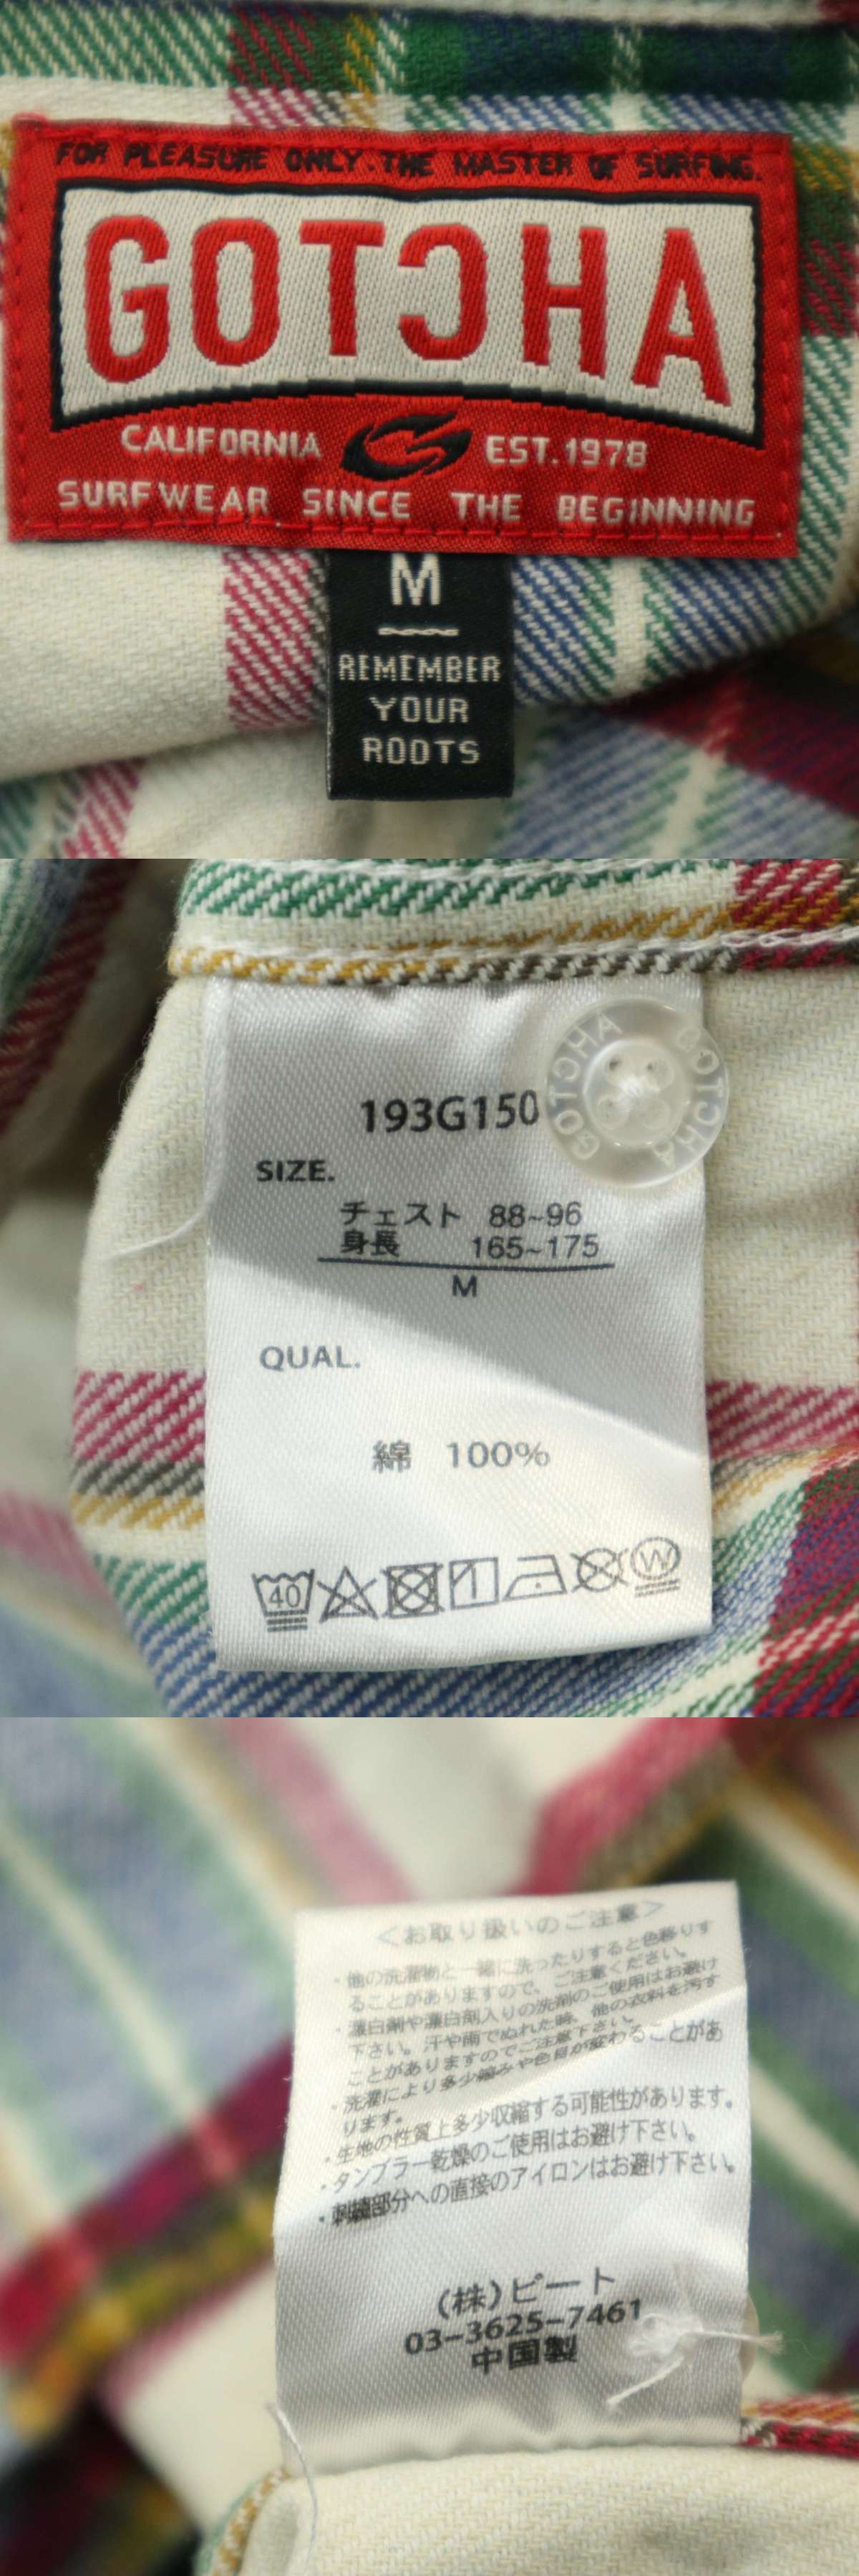 FOR PLEASURE ONLY.THE MASTER OF SURFING.
GOTCHA
CALIFORNIA EST.1978
SURFWEAR SINCE THE BEGINNING
M
REMEMBER
YOUR
ROOTS
193G150
GOTCHA GOTCHA
SIZE.
チェスト 88~96
身長 165~175
M
QUAL.
綿 100%
40
W
<お取り扱いのご注意>
・他の洗濯物と一緒に洗ったりすると色移りす
ることがありますので、ご注意ください。
・漂白剤や漂白剤入りの洗剤のご使用はお避け
下さい。汗や雨でぬれた時、他の衣料を汚す
ことがありますのでご注意下さい。
・洗濯により多少縮みや色目が変わることがあ
ります。
・生地の性質上多少収縮する可能性があります。
・タンブラー乾燥のご使用はお避け下さい。
・刺繍部分への直接のアイロンはお避け下さい。
(株)ビート
03-3625-7461
中国製